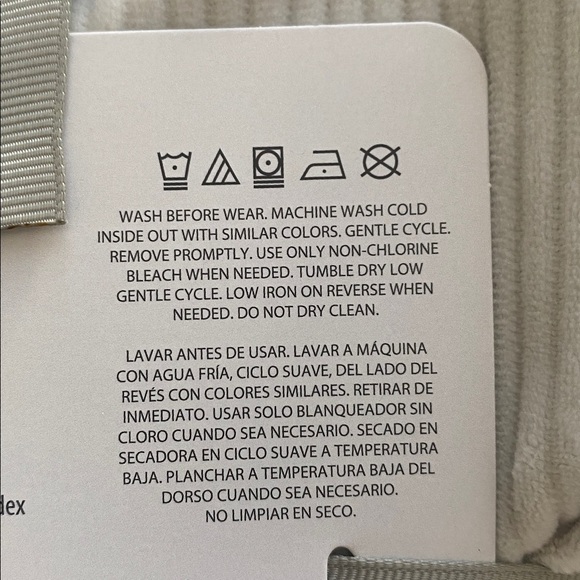 WASH BEFORE WEAR. MACHINE WASH COLD
INSIDE OUT WITH SIMILAR COLORS. GENTLE CYCLE.
REMOVE PROMPTLY. USE ONLY NON-CHLORINE
BLEACH WHEN NEEDED. TUMBLE DRY LOW
GENTLE CYCLE. LOW IRON ON REVERSE WHEN
NEEDED. DO NOT DRY CLEAN.
LAVAR ANTES DE USAR. LAVAR A MÁQUINA
CON AGUA FRÍA, CICLO SUAVE, DEL LADO DEL
REVÉS CON COLORES SIMILARES. RETIRAR DE
INMEDIATO. USAR SOLO BLANQUEADOR SIN
CLORO CUANDO SEA NECESARIO. SECADO EN
SECADORA EN CICLO SUAVE A TEMPERATURA
BAJA. PLANCHAR A TEMPERATURA BAJA DEL
DORSO CUANDO SEA NECESARIO.
NO LIMPIAR EN SECO.